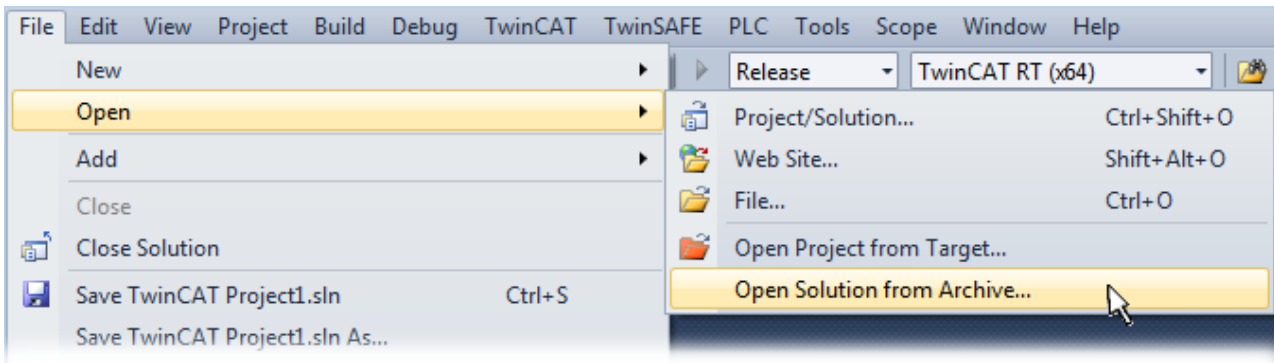 File Edit View Project Build Debug TwinCAT TwinSAFE PLC Tools Scope Window Help
New
Release TwinCAT RT (x64)
Open
Project/Solution... Ctrl+Shift+O
Add
Web Site... Shift+Alt+O
Close
File... Ctrl+O
Close Solution
Open Project from Target...
Save TwinCAT Project1.sln Ctrl+S
Open Solution from Archive...
Save TwinCAT Project1.sln As...